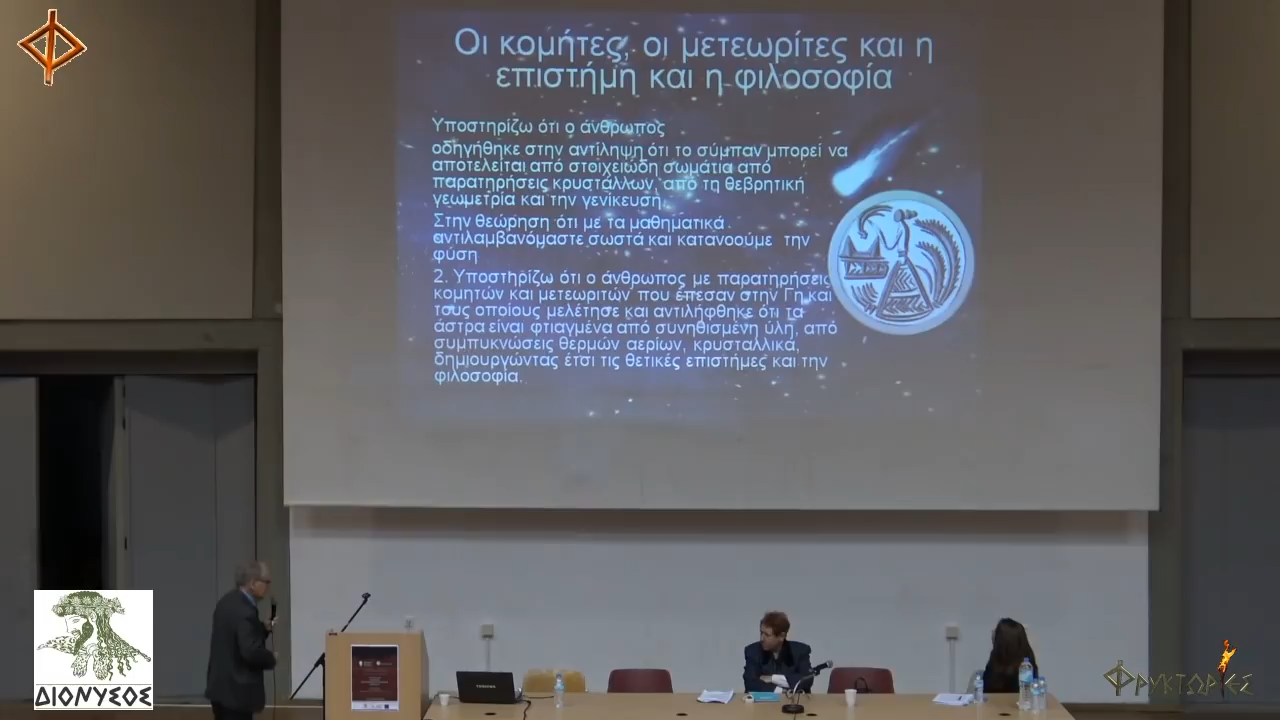 Οι κομήτες, οι μετεωρίτες και η
επιστήμη και η φιλοσοφία
Υποστηρίζω ότι ο άνθρωπος
οδηγήθηκε στην αντίληψη ότι το σύμπαν μπορεί να
αποτελείται από στοιχειώδη σωμάτια από
παρατηρήσεις κρυστάλλων, από τη θεβρητική
γεωμετρία και την γενίκευσή
Στην θεώρηση ότι με τα μαθηματικά
αντιλαμβανόμαστε σωστά και κατανοούμε την
φύση
2. Υποστηρίζω ότι ο άνθρωπος με παρατηρήσεις
κομητών και μετεωριτών που έπεσαν στην Γη και
τους οποίους μελέτησε και αντιλήφθηκε ότι τα
άστρα είναι φτιαγμένα από συνηθισμένη ύλη, από
συμπυκνώσεις θερμών αερίων, κρυσταλλικά,
δημιουργώντας έτσι τις θετικές επιστήμες και την
φιλοσοφία.
ΔΙΟΝΥΣΟΣ
ΦΡΥΚΤΩΡΙΕΣ